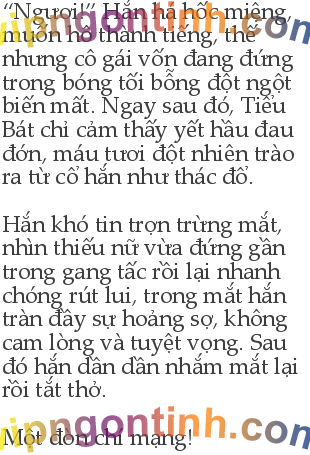 “Ngươi!” Hắn há hốc miệng,
muốn hô thành tiếng, thế
nhưng cô gái vốn đang đứng
trong bóng tối bỗng đột ngột
biến mất. Ngay sau đó, Tiểu
Bát chỉ cảm thấy yết hầu đau
đớn, máu tươi đột nhiên trào
ra từ cổ hắn như thác đổ.
Hắn khó tin trợn trừng mắt,
nhìn thiếu nữ vừa đứng gần
trong gang tấc rồi lại nhanh
chóng rút lui, trong mắt hắn
tràn đầy sự hoảng sợ, không
cam lòng và tuyệt vọng. Sau
đó hắn dần dần nhắm mắt lại
rồi tắt thở.
Một đòn chí mạng!
vipngontinh.com
vipngontinh.com